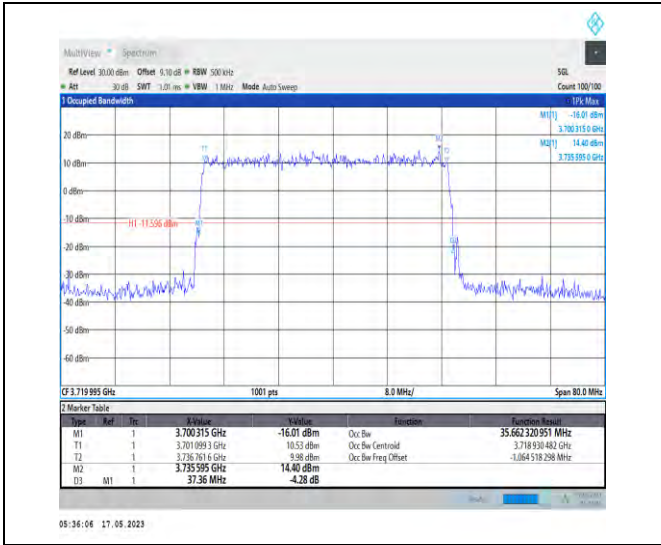 MultiView Spectrum
Ref Level 30.00 dBm Offset 9.10 dB RBW 500 kHz SGL
Att 30 dB SWT 1.01 ms VBW 1 MHz Mode Auto Sweep Count 100/100
1 Occupied Bandwidth 1Pk Max
M1[1] -16.01 dBm
3.700 315 0 GHz
M2[1] 14.40 dBm
3.735 595 0 GHz
20 dBm
M2
T1
T2
10 dBm
0 dBm
-10 dBm
H1 -11.596 dBm
M1
-20 dBm
D3
-30 dBm
-40 dBm
-50 dBm
-60 dBm
CF 3.719 995 GHz 1001 pts 8.0 MHz/ Span 80.0 MHz
2 Marker Table
Type Ref Trc X-Value Y-Value Function Function Result
M1 1 3.700315 GHz -16.01 dBm Occ Bw 35.662 320 951 MHz
T1 1 3.701 099 3 GHz 10.53 dBm Occ Bw Centroid 3.718 930 482 GHz
T2 1 3.736 761 6 GHz 9.98 dBm Occ Bw Freq Offset -1.064 518 298 MHz
M2 1 3.735595 GHz 14.40 dBm
D3 M1 1 37.36 MHz -4.28 dB
05:36:06 17.05.2023